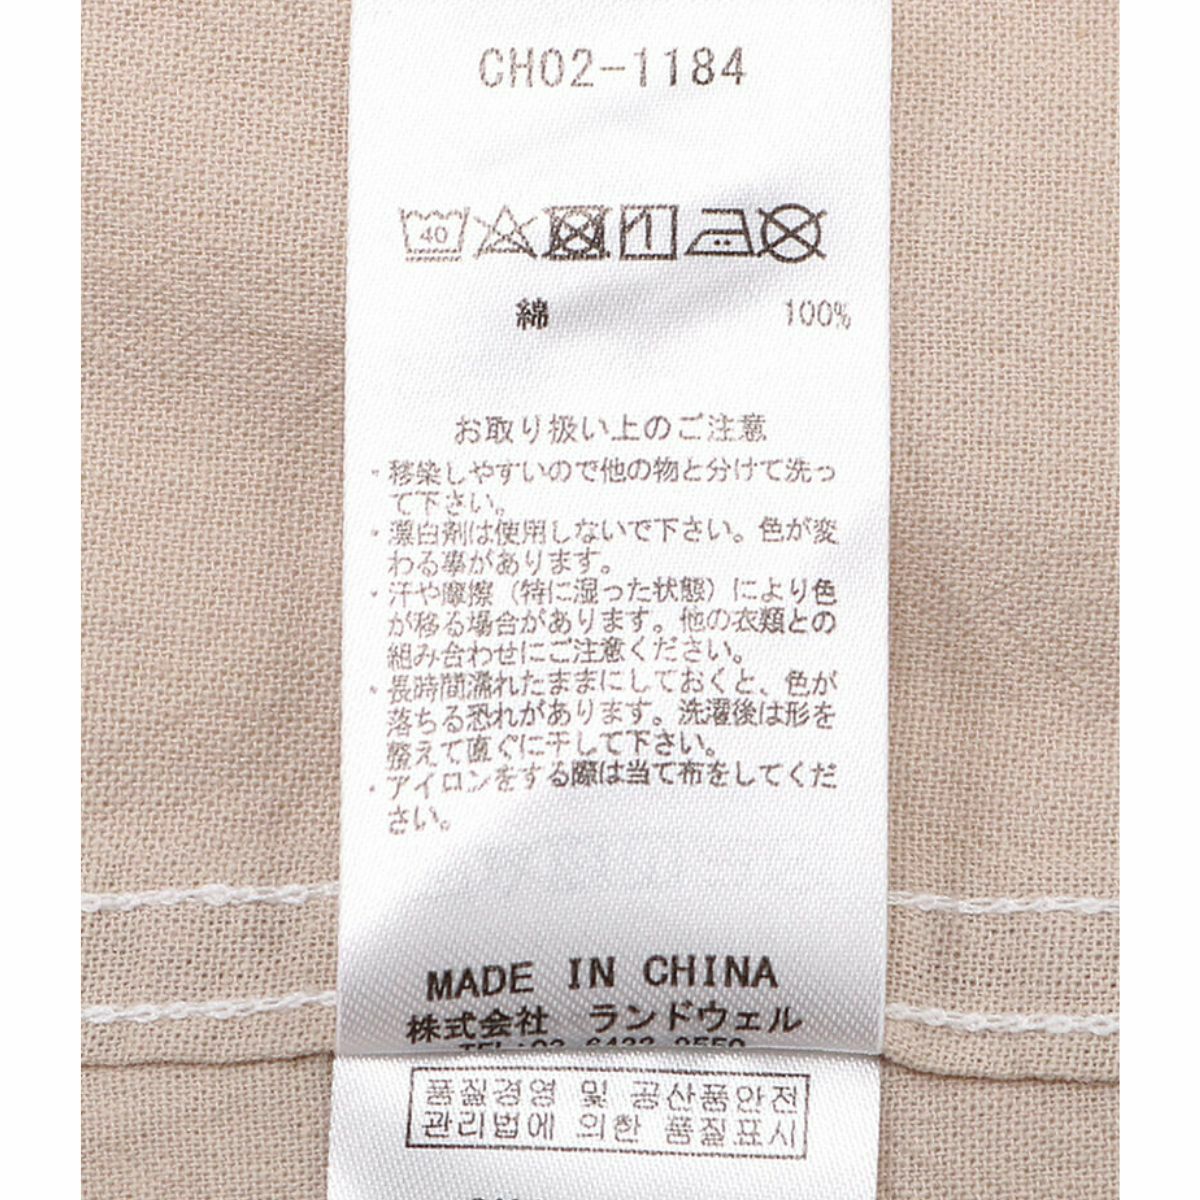 CH02-1184
40
綿 100%
お取り扱い上のご注意
・移染しやすいので他の物と分けて洗っ
て下さい。
・漂白剤は使用しないで下さい。色が変
わる事があります。
・汗や摩擦（特に湿った状態）により色
が移る場合があります。他の衣類との
組み合わせにご注意ください。
・長時間濡れたままにしておくと、色が
落ちる恐れがあります。洗濯後は形を
整えて直ぐに干して下さい。
・アイロンをする際は当て布をしてくだ
さい。
MADE IN CHINA
株式会社 ランドウェル
품질경영 및 공산품안전
관리법에 의한 품질표시